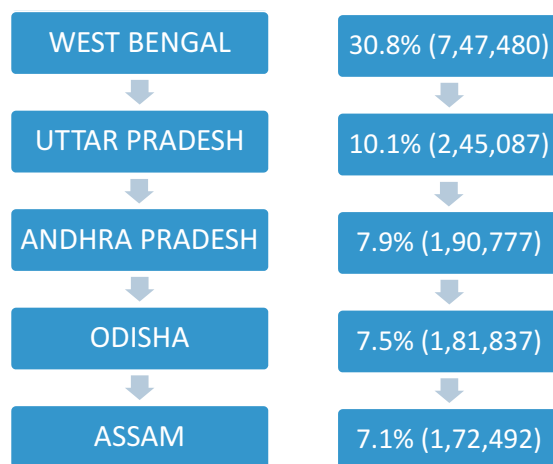 WEST BENGAL
30.8% (7,47,480)
UTTAR PRADESH
10.1% (2,45,087)
ANDHRA PRADESH
7.9% (1,90,777)
ODISHA
7.5% (1,81,837)
ASSAM
7.1% (1,72,492)